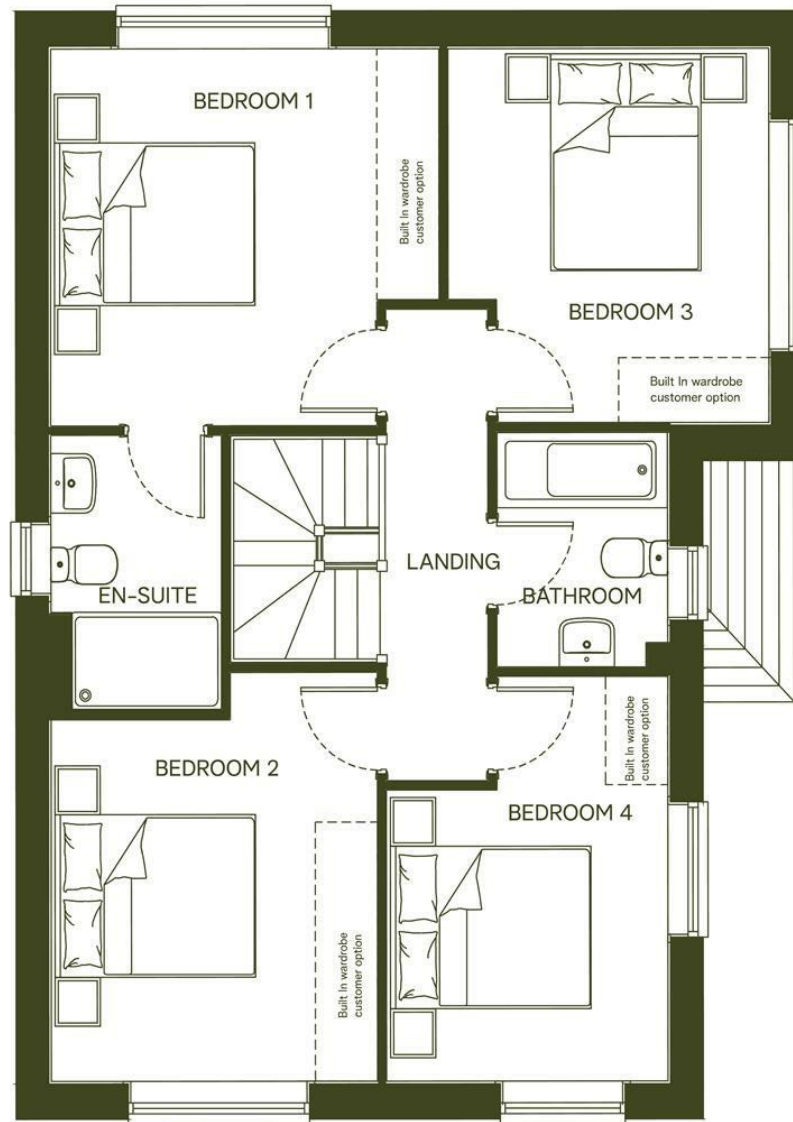 BEDROOM 1
Built In wardrobe
customer option
BEDROOM 3
Built In wardrobe
customer option
LANDING
EN-SUITE
BATHROOM
BEDROOM 2
Built In wardrobe
customer option
BEDROOM 4
Built In wardrobe
customer option